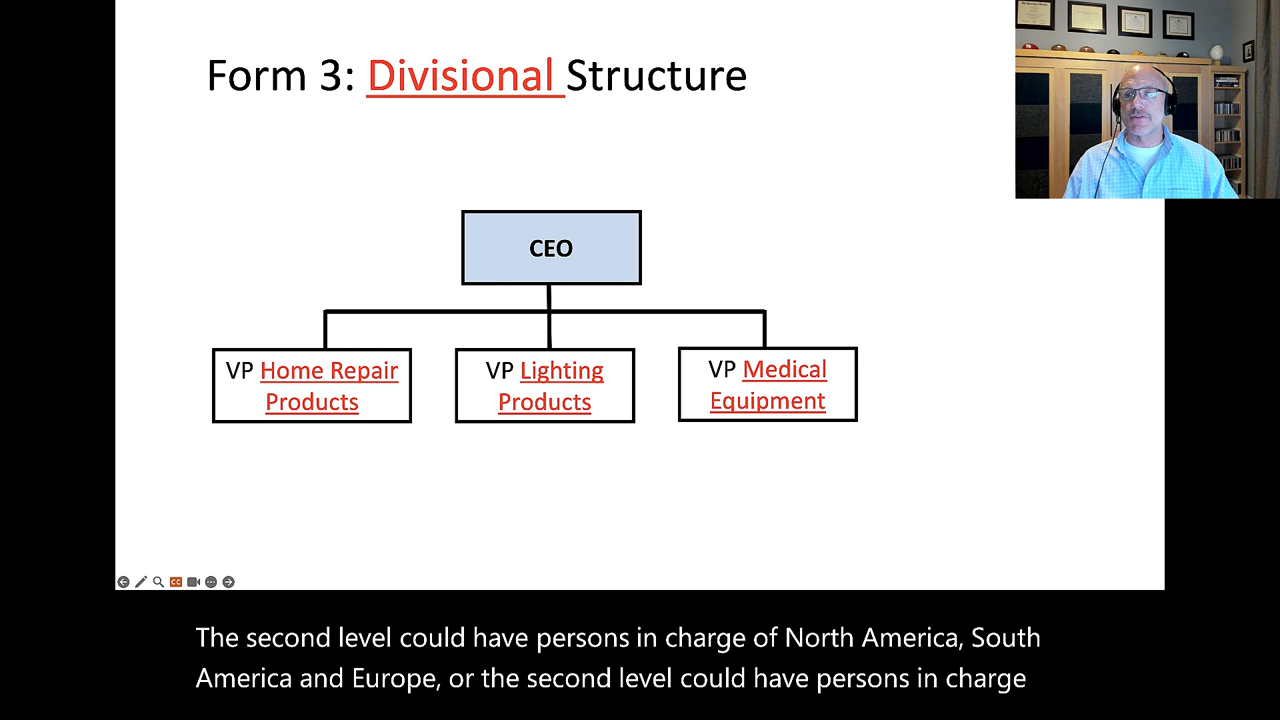 Form 3: Divisional Structure
CEO
VP Home Repair
Products
VP Lighting
Products
VP Medical
Equipment
CC
The second level could have persons in charge of North America, South
America and Europe, or the second level could have persons in charge